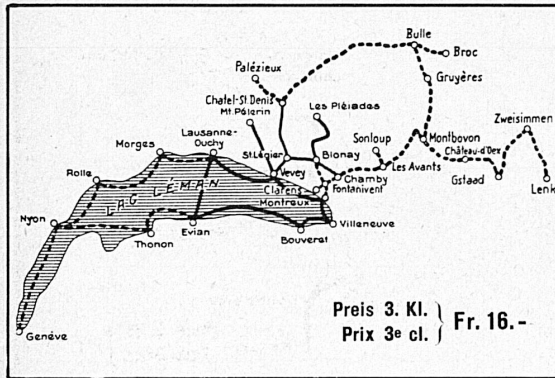 Bulle
Broc
Palézieux
Gruyères
Chatel-St.Denis
Mt.Pélerin
Les Pléiades
Zweisimmen
Lausanne-
Ouchy
Sonloup
Montbovon
Morges
St.Légier
Blonay
Château-d'Oex
Rolle
Vevey
Les Avants
Chamby
Gstaad
Lenk
LAC LÉMAN
Clarens
Fontanivent
Montreux
Nyon
Villeneuve
Thonon
Evian
Bouveret
Genève
Preis 3. Kl. } Fr. 16.-
Prix 3e cl.